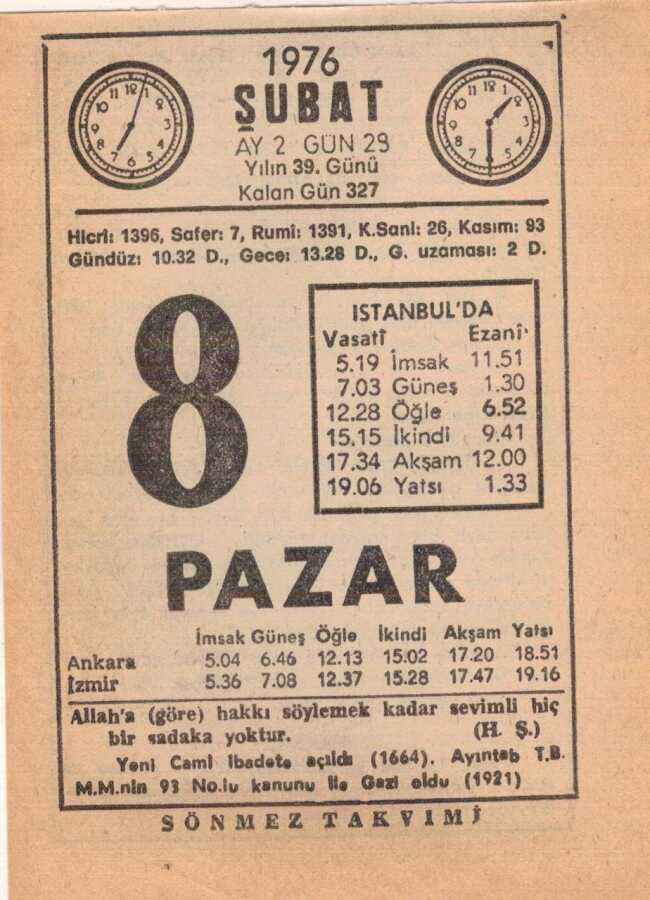 1976
ŞUBAT
AY 2 GÜN 29
Yılın 39. Günü
Kalan Gün 327
Hicrî: 1396, Safer: 7, Rumî: 1391, K.Sani: 26, Kasım: 93
Gündüz: 10.32 D., Gece: 13.28 D., G. uzaması: 2 D.
8
ISTANBUL'DA
Vasatî Ezanî
5.19 İmsak 11.51
7.03 Güneş 1.30
12.28 Öğle 6.52
15.15 İkindi 9.41
17.34 Akşam 12.00
19.06 Yatsı 1.33
PAZAR
İmsak Güneş Öğle İkindi Akşam Yatsı
Ankara 5.04 6.46 12.13 15.02 17.20 18.51
İzmir 5.36 7.08 12.37 15.28 17.47 19.16
Allah'a (göre) hakkı söylemek kadar sevimli hiç
bir sadaka yoktur. (H. Ş.)
Yeni Cami ibadete açıldı (1664). Ayıntab T.B.
M.M.nin 93 No.lu kanunu ile Gazi oldu (1921)
SÖNMEZ TAKVİMİ